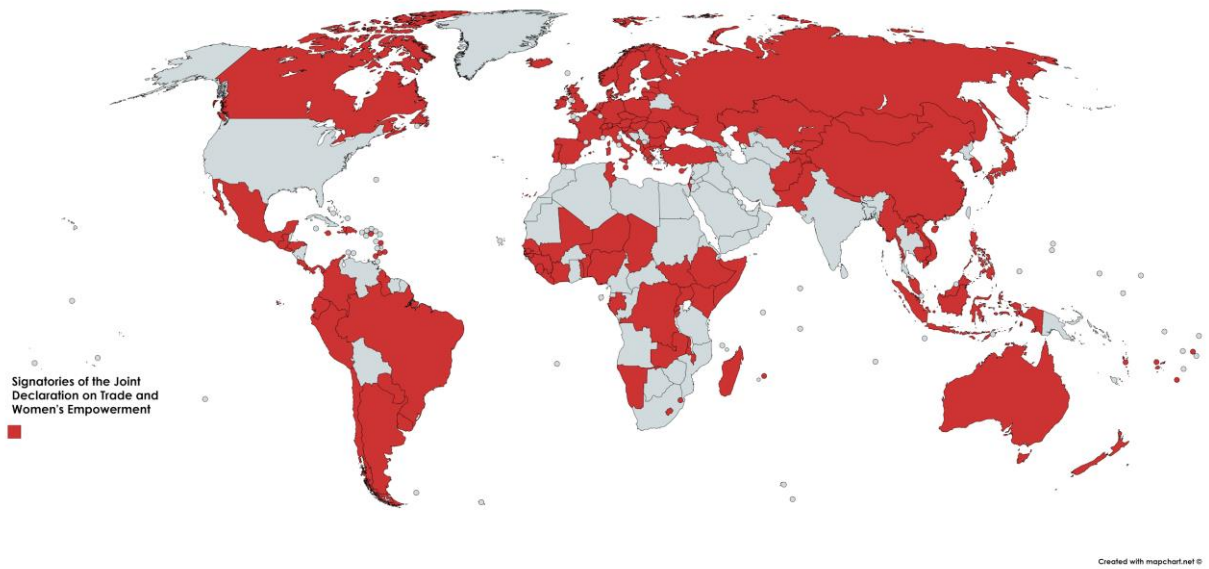 Signatories of the Joint
Declaration on Trade and
Women's Empowerment
Created with mapchart.net ©